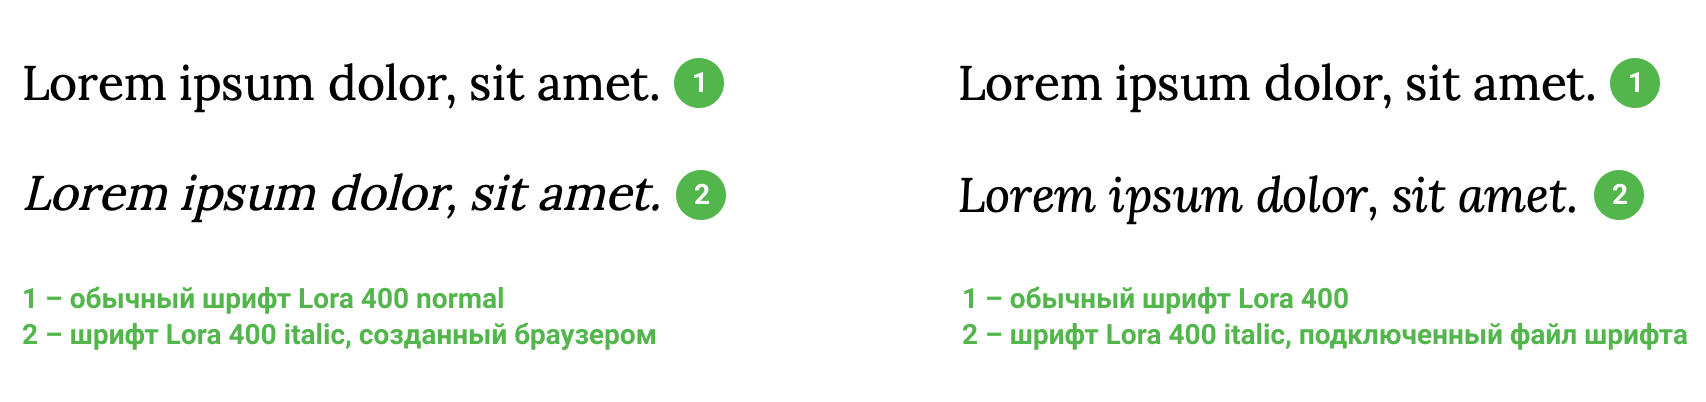 Lorem ipsum dolor, sit amet. 1
Lorem ipsum dolor, sit amet. 2
1 – обычный шрифт Lora 400 normal
2 – шрифт Lora 400 italic, созданный браузером
Lorem ipsum dolor, sit amet. 1
Lorem ipsum dolor, sit amet. 2
1 – обычный шрифт Lora 400
2 – шрифт Lora 400 italic, подключенный файл шрифта